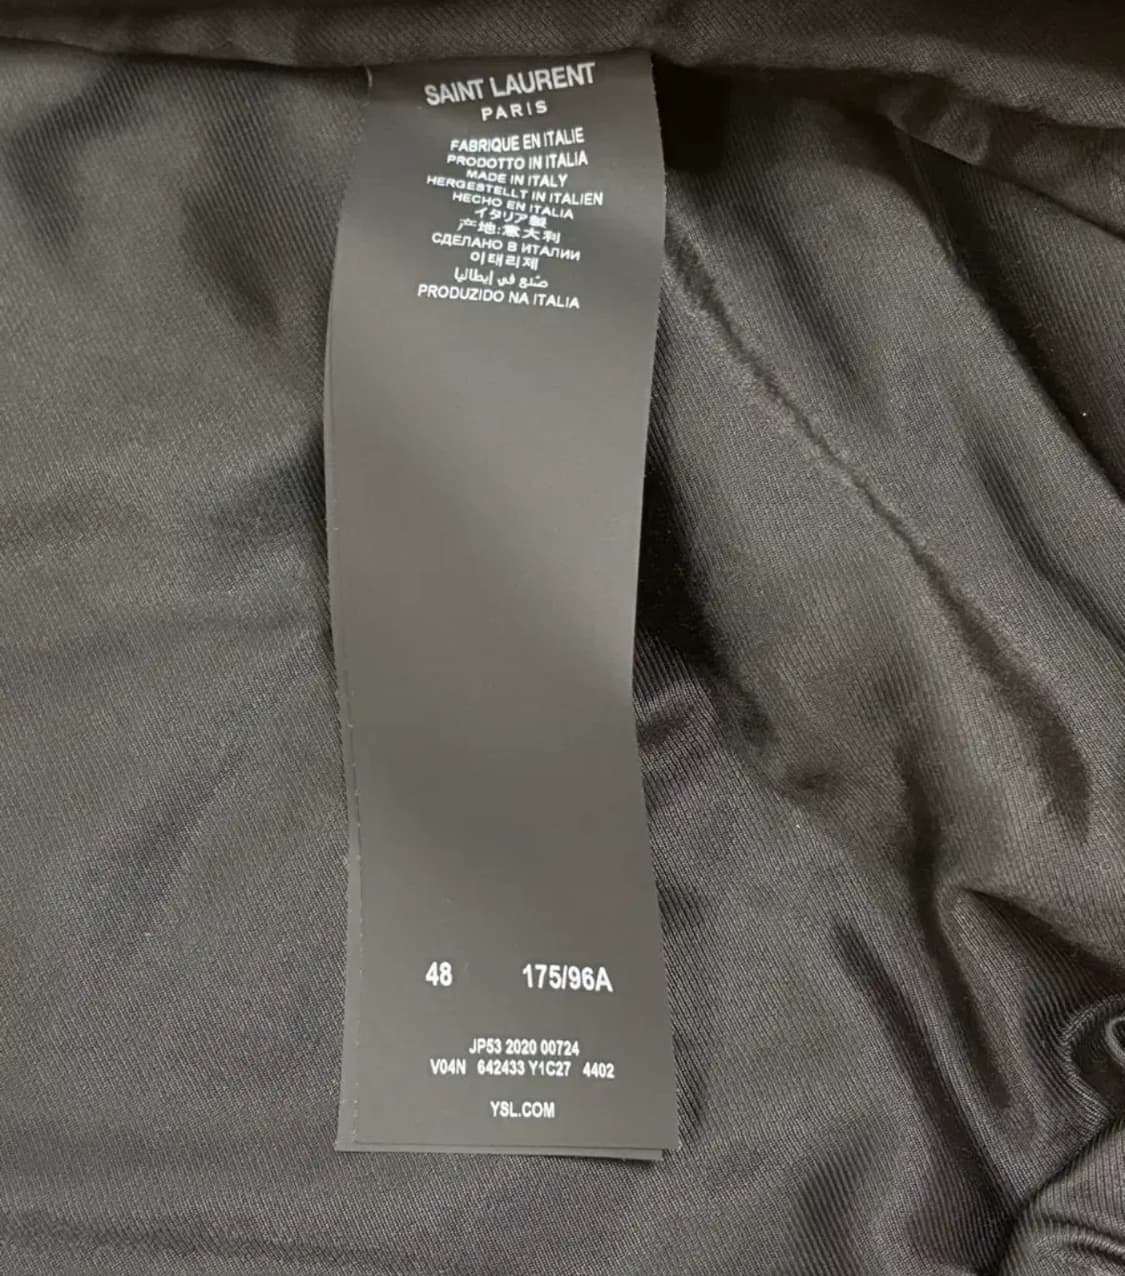 SAINT LAURENT
PARIS
FABRIQUE EN ITALIE
PRODOTTO IN ITALIA
MADE IN ITALY
HERGESTELLT IN ITALIEN
HECHO EN ITALIA
イタリア製
产地:意大利
СДЕЛАНО В ИТАЛИИ
이태리제
صنع في إيطاليا
PRODUZIDO NA ITALIA
48 175/96A
JP53 2020 00724
V04N 642433 Y1C27 4402
YSL.COM